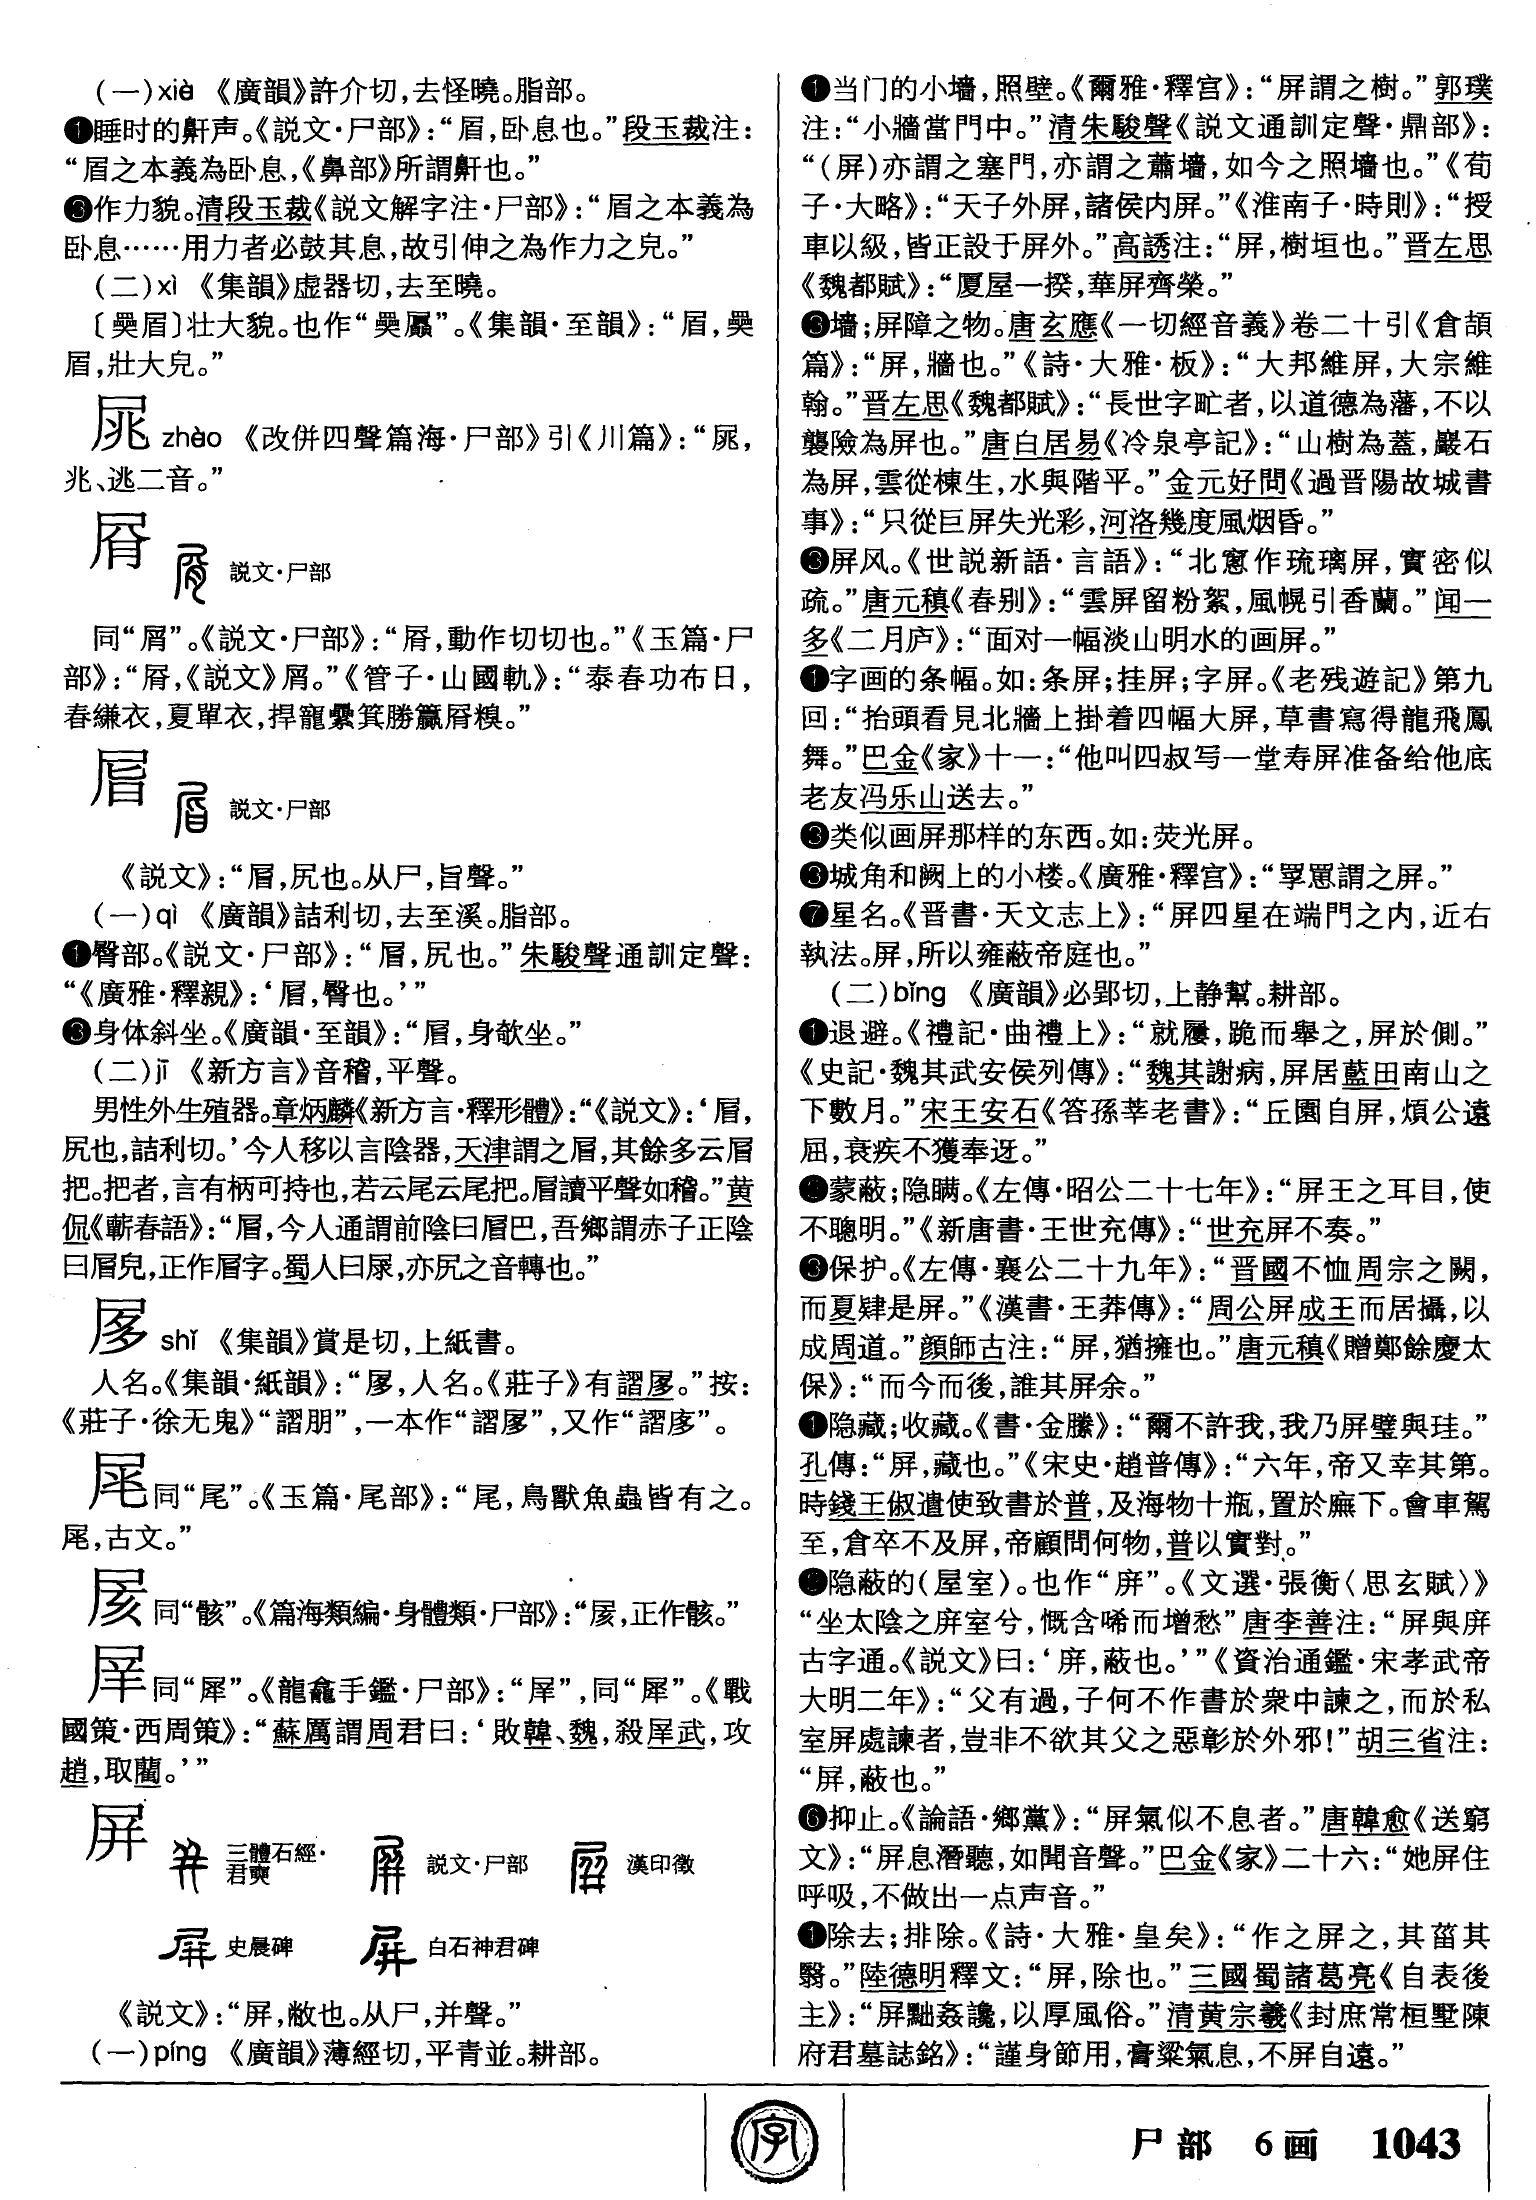 (一)xiè 《廣韻》許介切,去怪曉。脂部。
❶睡时的鼾声。《説文·尸部》:“眉,卧息也。”段玉裁注:
“眉之本義為卧息,《鼻部》所謂鼾也。”
作力貌。清段玉裁《説文解字注·尸部》:“眉之本義為
卧息……用力者必鼓其息,故引伸之為作力之皃。”
(二)xì 《集韻》虚器切,去至曉。
壮大貌。也作
《集韻·至韻》:
壯大皃。”
zhào 《改併四聲篇海·尸部》引《川篇》:“
兆、逃二音。”
㞕
説文·尸部
同“屑”。《説文·尸部》:“㞕,動作切切也。”《玉篇·尸
部》:“㞕,《説文》屑。”《管子·山國軌》:“泰春功布日,
春縑衣,夏單衣,捍寵纍箕勝籯㞕糗。”
㞓
説文·尸部
《説文》:“㞓,尻也。从尸,旨聲。”
(一)qì 《廣韻》詰利切,去至溪。脂部。
❶臀部。《説文·尸部》:“㞓,尻也。”朱駿聲通訓定聲:
“《廣雅·釋親》:‘㞓,臀也。’”
身体斜坐。《廣韻·至韻》:“㞓,身欹坐。”
(二)jī 《新方言》音稽,平聲。
男性外生殖器。章炳麟《新方言·釋形體》:“《説文》:‘㞓,
尻也,詰利切。’今人移以言陰器,天津謂之㞓,其餘多云㞓
把。把者,言有柄可持也,若云尾云尾把。㞓讀平聲如稽。”黄
侃《蘄春語》:“㞓,今人通謂前陰曰㞓巴,吾鄉謂赤子正陰
曰㞓兒,正作㞓字。蜀人曰㞗,亦尻之音轉也。”
shǐ 《集韻》賞是切,上紙書。
人名。《集韻·紙韻》:“
人名。《莊子》有謵
按:
《莊子·徐无鬼》“謵朋”,一本作“謵
又作“謵㢋”。
同“尾”。《玉篇·尾部》:“尾,鳥獸魚蟲皆有之。
古文。”
同“骸”。《篇海類編·身體類·尸部》:“
正作骸。”
同“犀”。《龍龕手鑑·尸部》:
同“犀”。《戰
國策·西周策》:“蘇厲謂周君曰:‘敗韓、魏,殺
武,攻
趙,取藺。’”
屏
三體石經·
君奭
説文·尸部
漢印徵
史晨碑
白石神君碑
《説文》:“屏,敝也。从尸,并聲。”
(一)píng 《廣韻》薄經切,平青並。耕部。
❶当门的小墙,照壁。《爾雅·釋宫》:“屏謂之樹。”郭璞
注:“小牆當門中。”清朱駿聲《説文通訓定聲·鼎部》:
“(屏)亦謂之塞門,亦謂之蕭墻,如今之照墻也。”《荀
子·大略》:“天子外屏,諸侯内屏。”《淮南子·時則》:“授
車以級,皆正設于屏外。”高誘注:“屏,樹垣也。”晋左思
《魏都賦》:“厦屋一揆,華屏齊榮。”
墙;屏障之物。唐玄應《一切經音義》卷二十引《倉頡
篇》:“屏,牆也。”《詩·大雅·板》:“大邦維屏,大宗維
翰。”晋左思《魏都賦》:“長世字甿者,以道德為藩,不以
襲險為屏也。”唐白居易《冷泉亭記》:“山樹為蓋,巖石
為屏,雲從棟生,水與階平。”金元好問《過晋陽故城書
事》:“只從巨屏失光彩,河洛幾度風烟昏。”
❸屏风。《世説新語·言語》:“北窻作琉璃屏,實密似
疏。”唐元稹《春别》:“雲屏留粉絮,風幌引香蘭。”闻一
多《二月庐》:“面对一幅淡山明水的画屏。”
字画的条幅。如:条屏;挂屏;字屏。《老残遊記》第九
回:“抬頭看見北牆上掛着四幅大屏,草書寫得龍飛鳳
舞。”巴金《家》十一:“他叫四叔写一堂寿屏准备给他底
老友冯乐山送去。”
类似画屏那样的东西。如:荧光屏。
城角和阙上的小楼。《廣雅·釋宫》:“罦罳謂之屏。”
❼星名。《晋書·天文志上》:“屏四星在端門之内,近右
執法。屏,所以雍蔽帝庭也。”
(二)bǐng 《廣韻》必郢切,上静幫。耕部。
❶退避。《禮記·曲禮上》:“就屨,跪而舉之,屏於側。”
《史記·魏其武安侯列傳》:“魏其謝病,屏居藍田南山之
下數月。”宋王安石《答孫莘老書》:“丘園自屏,煩公遠
屈,衰疾不獲奉迓。”
❷蒙蔽;隐瞒。《左傳·昭公二十七年》:“屏王之耳目,使
不聰明。”《新唐書·王世充傳》:“世充屏不奏。”
❸保护。《左傳·襄公二十九年》:“晋國不恤周宗之闕,
而夏肄是屏。”《漢書·王莽傳》:“周公屏成王而居攝,以
成周道。”顔師古注:“屏,猶擁也。”唐元稹《贈鄭餘慶太
保》:“而今而後,誰其屏余。”
隐藏;收藏。《書·金縢》:“爾不許我,我乃屏璧與珪。”
孔傳:“屏,藏也。”《宋史·趙普傳》:“六年,帝又幸其第。
時錢王俶遣使致書於普,及海物十瓶,置於廡下。會車駕
至,倉卒不及屏,帝顧問何物,普以實對。”
隐蔽的(屋室)。也作“庰”。《文選·張衡〈思玄賦〉》
“坐太陰之庰室兮,慨含唏而增愁”唐李善注:“屏與庰
古字通。《説文》曰:‘庰,蔽也。’”《資治通鑑·宋孝武帝
大明二年》:“父有過,子何不作書於衆中諫之,而於私
室屏處諫者,豈非不欲其父之惡彰於外邪!”胡三省注:
“屏,蔽也。”
❻抑止。《論語·鄉黨》:“屏氣似不息者。”唐韓愈《送窮
文》:“屏息潛聽,如聞音聲。”巴金《家》二十六:“她屏住
呼吸,不做出一点声音。”
除去;排除。《詩·大雅·皇矣》:“作之屏之,其菑其
翳。”陸德明釋文:“屏,除也。”三國蜀諸葛亮《自表後
主》:“屏黜姦讒,以厚風俗。”清黄宗羲《封庶常桓墅陳
府君墓誌銘》:“謹身節用,膏粱氣息,不屏自遠。”
字
尸部 6画 1043